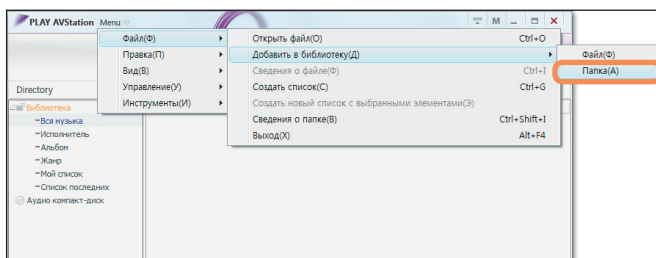 PLAY AVStation Menu
Файл(Ф)
Правка(П)
Вид(В)
Управление(У)
Инструменты(И)
Открыть файл(О) Ctrl+O
Добавить в библиотеку(Д)
Сведения о файле(Ф) Ctrl+I
Создать список(С) Ctrl+G
Создать новый список с выбранными элементами(Э)
Сведения о папке(В) Ctrl+Shift+I
Выход(Х) Alt+F4
Файл(Ф)
Папка(А)
Directory
Библиотека
Вся музыка
Исполнитель
Альбом
Жанр
Мой список
Список последних
Аудио компакт-диск
M